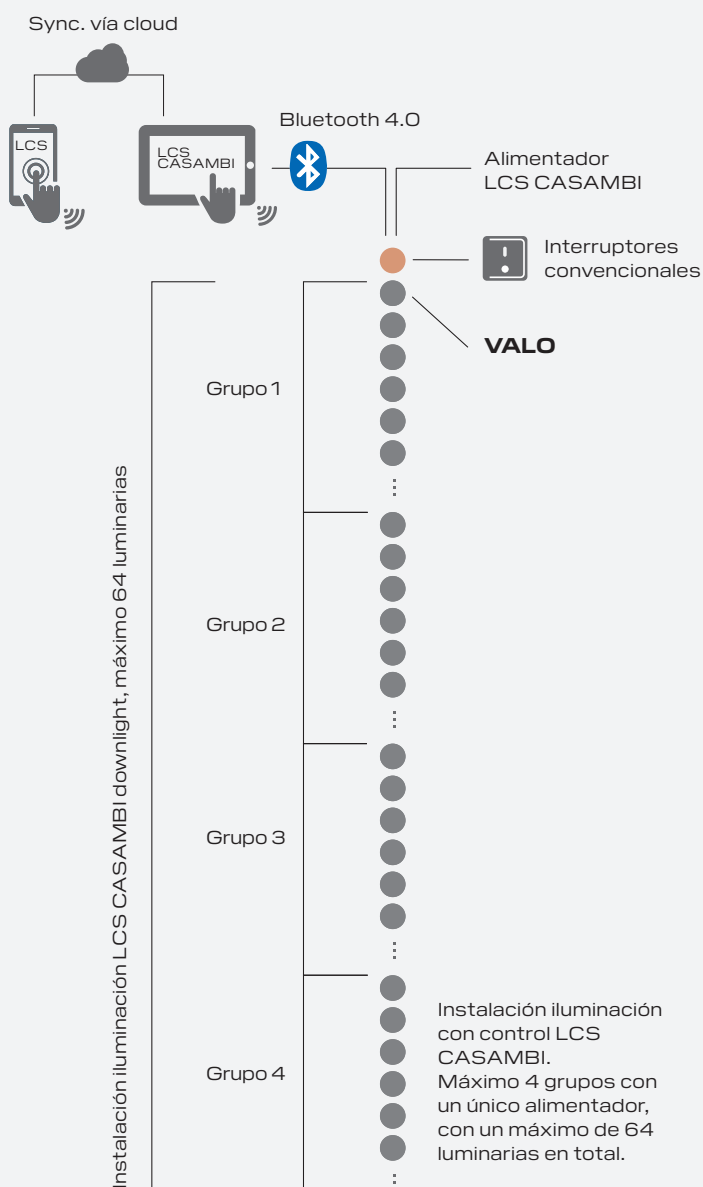 Sync. vía cloud
LCS
LCS
CASAMBI
Bluetooth 4.0
Alimentador
LCS CASAMBI
Interruptores
convencionales
VALO
Grupo 1
Grupo 2
Grupo 3
Grupo 4
Instalación iluminación LCS CASAMBI downlight, máximo 64 luminarias
Instalación iluminación
con control LCS
CASAMBI.
Máximo 4 grupos con
un único alimentador,
con un máximo de 64
luminarias en total.